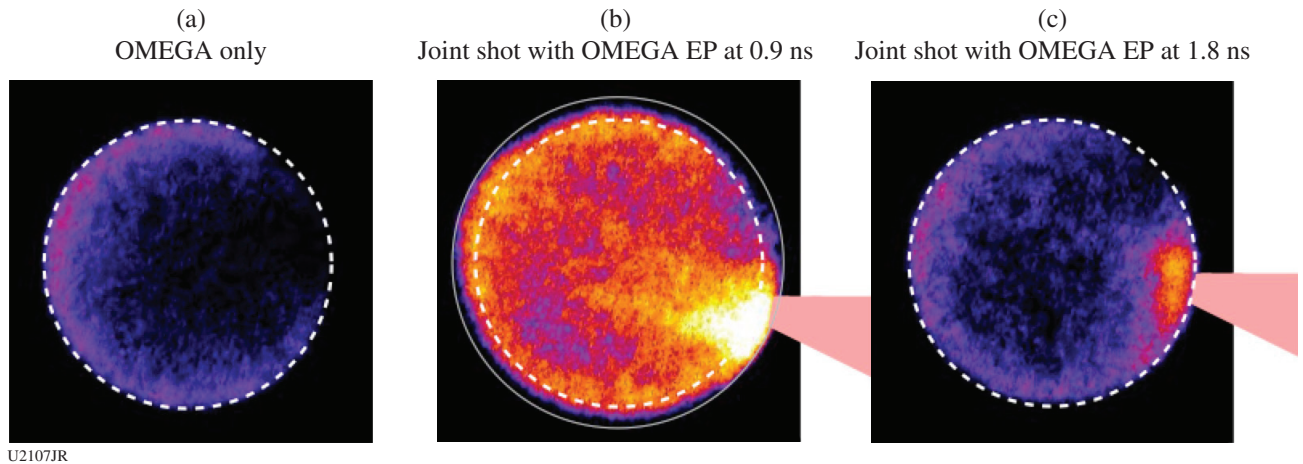 (a)
OMEGA only
(b)
Joint shot with OMEGA EP at 0.9 ns
(c)
Joint shot with OMEGA EP at 1.8 ns
U2107JR